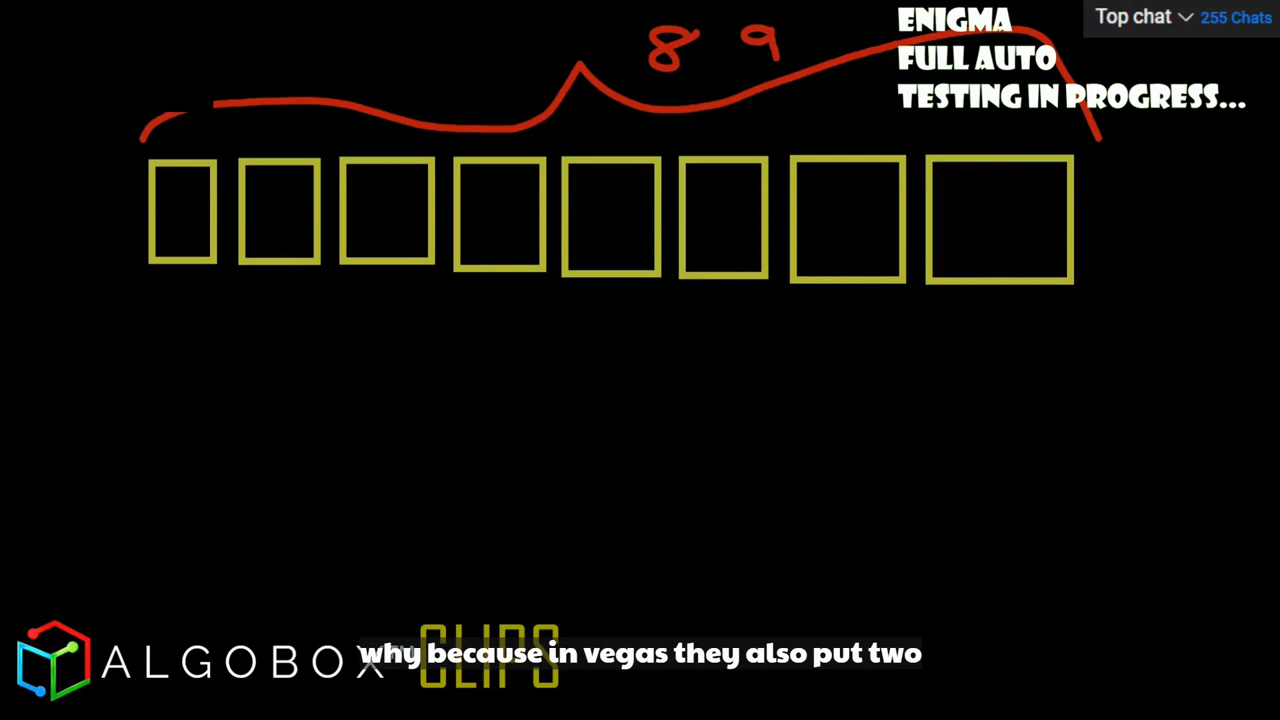 8 9
ENIGMA
FULL AUTO
TESTING IN PROGRESS...
Top chat 255 Chats
ALGOBOX CLIPS
why because in vegas they also put two